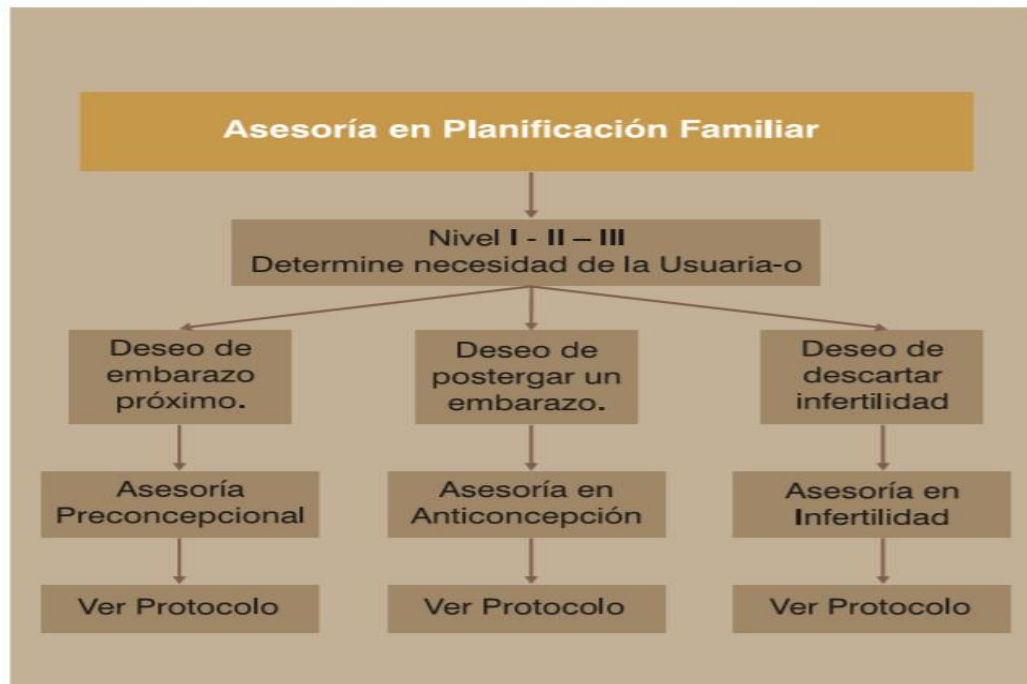 Asesoría en Planificación Familiar
Nivel I - II – III
Determine necesidad de la Usuaria-o
Deseo de
embarazo
próximo.
Deseo de
postergar un
embarazo.
Deseo de
descartar
infertilidad
Asesoría
Preconcepcional
Asesoría en
Anticoncepción
Asesoría en
Infertilidad
Ver Protocolo
Ver Protocolo
Ver Protocolo